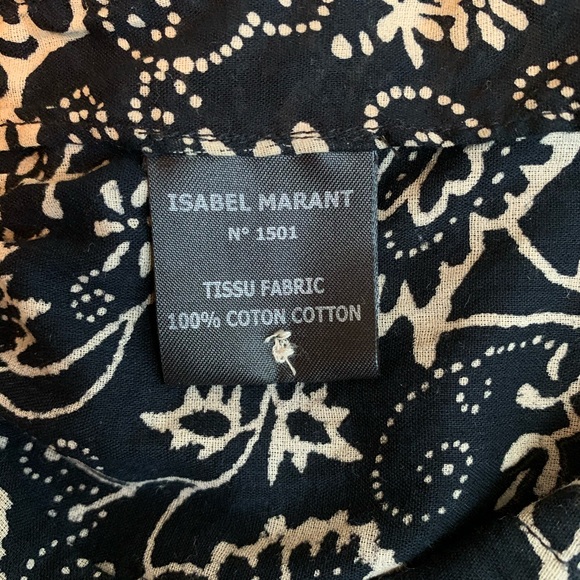 ISABEL MARANT
N° 1501
TISSU FABRIC
100% COTON COTTON